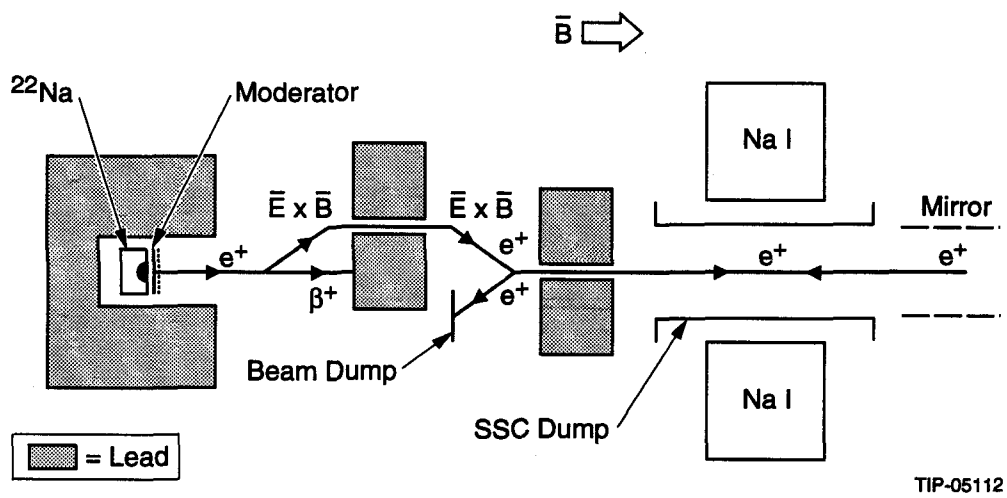 B̄
²²Na
Moderator
Na I
Ē x B̄
Ē x B̄
Mirror
e⁺
e⁺
e⁺
e⁺
β⁺
e⁺
Beam Dump
SSC Dump
Na I
= Lead
TIP-05112